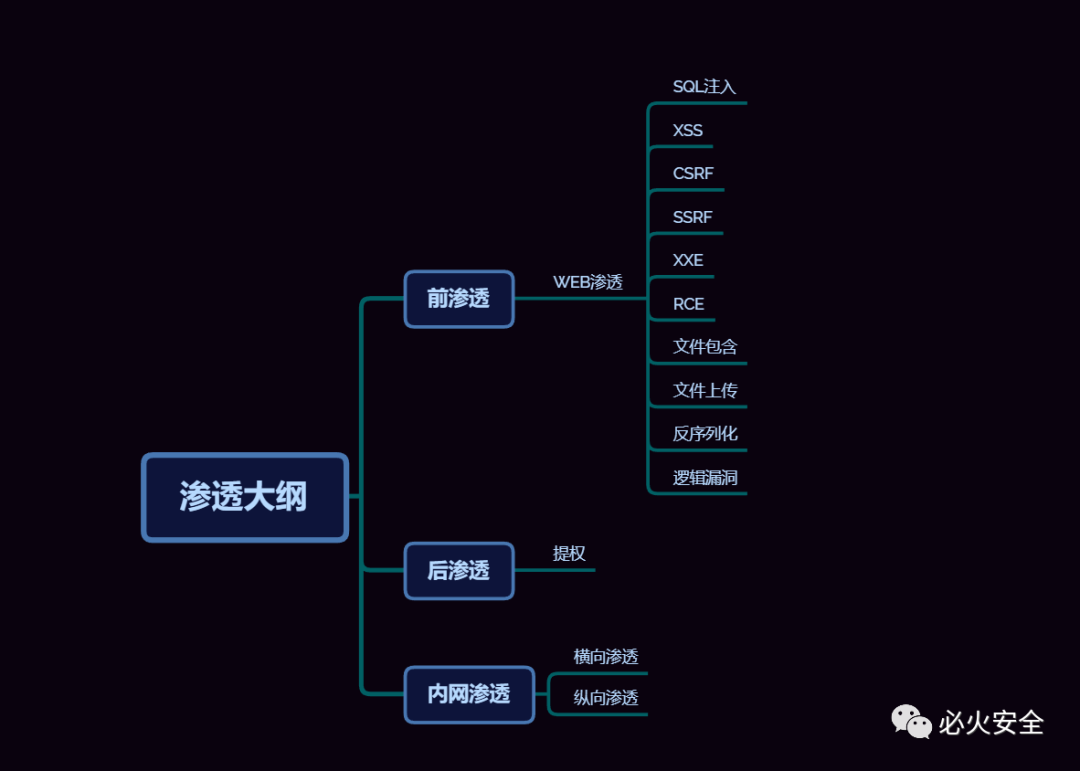 渗透大纲
前渗透
WEB渗透
SQL注入
XSS
CSRF
SSRF
XXE
RCE
文件包含
文件上传
反序列化
逻辑漏洞
后渗透
提权
内网渗透
横向渗透
纵向渗透
必火安全